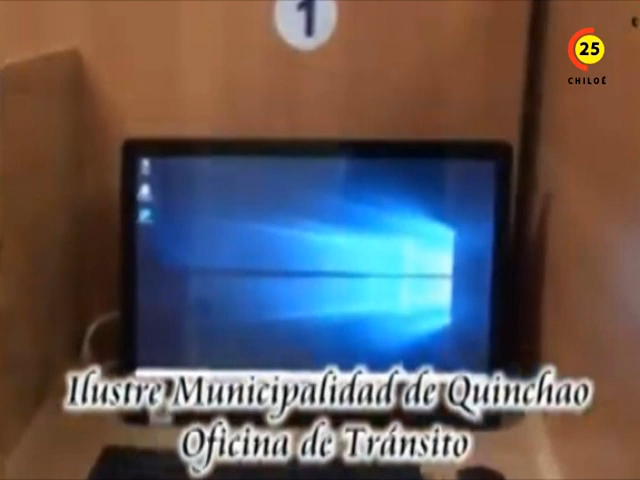 1
25
CHILOÉ
Ilustre Municipalidad de Quinchao
Oficina de Tránsito